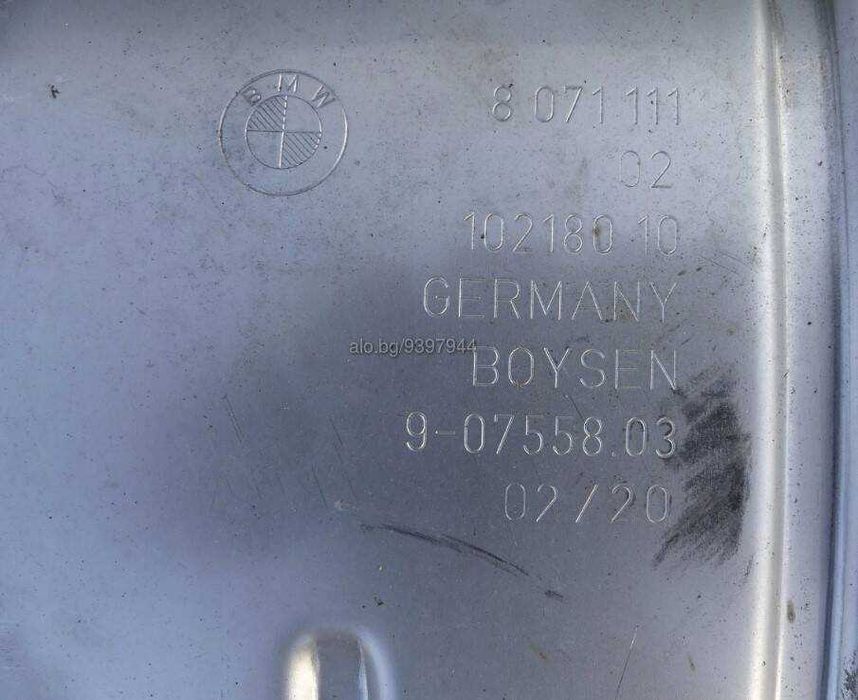 BMW
8 071 111
02
102180 10
GERMANY
alo.bg/9397944
BOYSEN
9-07558.03
02/20